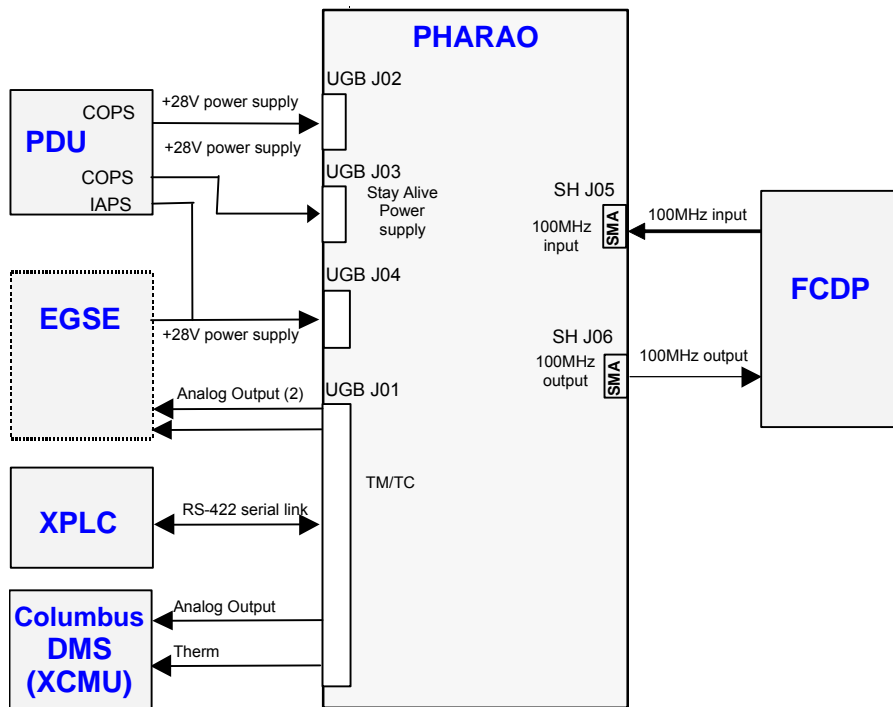 PHARAO
UGB J02
+28V power supply
COPS
PDU
+28V power supply
UGB J03
COPS
IAPS
Stay Alive
Power
supply
SH J05
100MHz
input
SMA
100MHz input
FCDP
UGB J04
EGSE
+28V power supply
SH J06
100MHz
output
SMA
100MHz output
UGB J01
Analog Output (2)
TM/TC
XPLC
RS-422 serial link
Columbus
DMS
(XCMU)
Analog Output
Therm